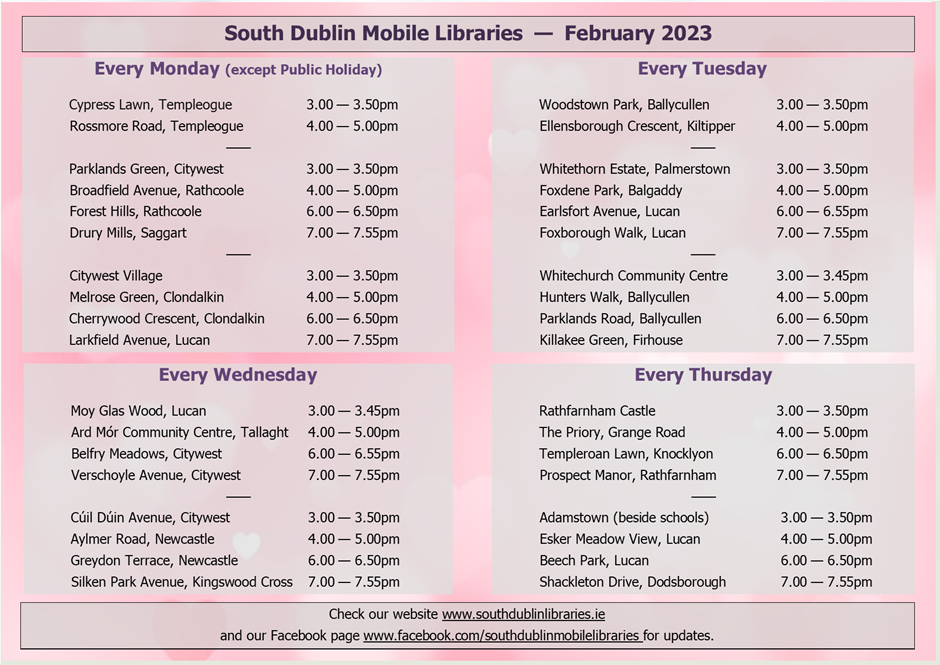 South Dublin Mobile Libraries — February 2023
Every Monday (except Public Holiday)
Cypress Lawn, Templeogue 3.00 — 3.50pm
Rossmore Road, Templeogue 4.00 — 5.00pm
Parklands Green, Citywest 3.00 — 3.50pm
Broadfield Avenue, Rathcoole 4.00 — 5.00pm
Forest Hills, Rathcoole 6.00 — 6.50pm
Drury Mills, Saggart 7.00 — 7.55pm
Citywest Village 3.00 — 3.50pm
Melrose Green, Clondalkin 4.00 — 5.00pm
Cherrywood Crescent, Clondalkin 6.00 — 6.50pm
Larkfield Avenue, Lucan 7.00 — 7.55pm
Every Tuesday
Woodstown Park, Ballycullen 3.00 — 3.50pm
Ellensborough Crescent, Kiltipper 4.00 — 5.00pm
Whitethorn Estate, Palmerstown 3.00 — 3.50pm
Foxdene Park, Balgaddy 4.00 — 5.00pm
Earlsfort Avenue, Lucan 6.00 — 6.55pm
Foxborough Walk, Lucan 7.00 — 7.55pm
Whitechurch Community Centre 3.00 — 3.45pm
Hunters Walk, Ballycullen 4.00 — 5.00pm
Parklands Road, Ballycullen 6.00 — 6.50pm
Killakee Green, Firhouse 7.00 — 7.55pm
Every Wednesday
Moy Glas Wood, Lucan 3.00 — 3.45pm
Ard Mór Community Centre, Tallaght 4.00 — 5.00pm
Belfry Meadows, Citywest 6.00 — 6.55pm
Verschoyle Avenue, Citywest 7.00 — 7.55pm
Cúil Dúin Avenue, Citywest 3.00 — 3.50pm
Aylmer Road, Newcastle 4.00 — 5.00pm
Greydon Terrace, Newcastle 6.00 — 6.50pm
Silken Park Avenue, Kingswood Cross 7.00 — 7.55pm
Every Thursday
Rathfarnham Castle 3.00 — 3.50pm
The Priory, Grange Road 4.00 — 5.00pm
Templeroan Lawn, Knocklyon 6.00 — 6.50pm
Prospect Manor, Rathfarnham 7.00 — 7.55pm
Adamstown (beside schools) 3.00 — 3.50pm
Esker Meadow View, Lucan 4.00 — 5.00pm
Beech Park, Lucan 6.00 — 6.50pm
Shackleton Drive, Dodsborough 7.00 — 7.55pm
Check our website www.southdublinlibraries.ie
and our Facebook page www.facebook.com/southdublinmobilelibraries for updates.